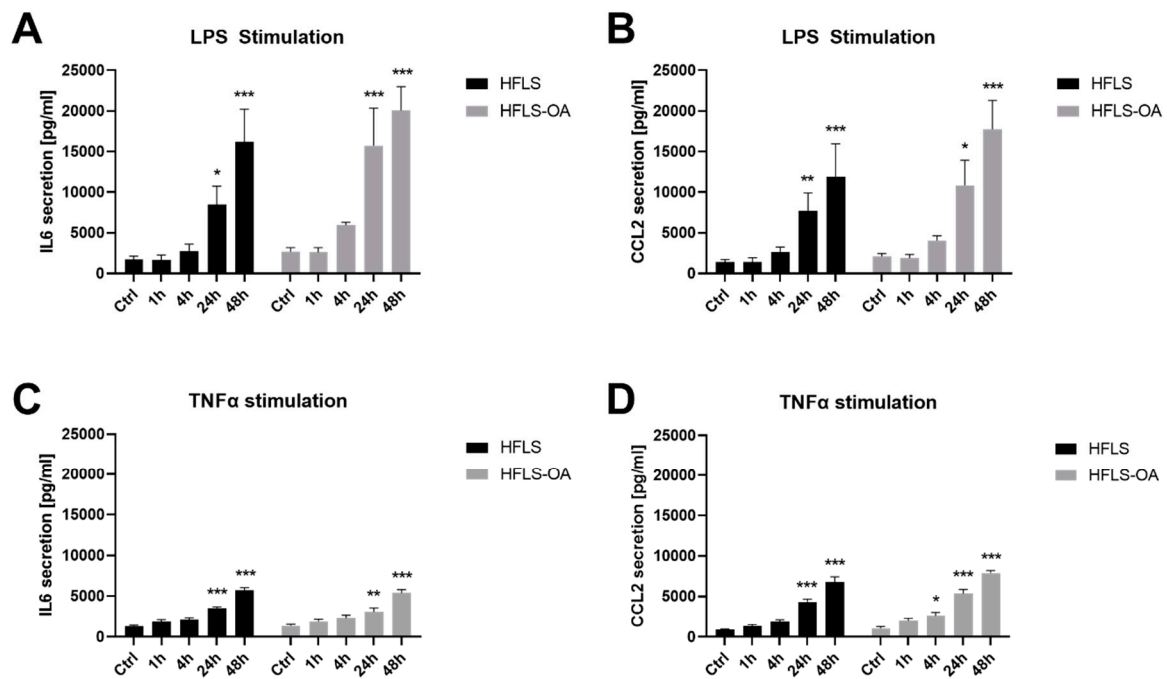 A
LPS Stimulation
IL6 secretion [pg/ml]
25000
20000
15000
10000
5000
0
*
***
***
***
Ctrl
1h
4h
24h
48h
Ctrl
1h
4h
24h
48h
HFLS
HFLS-OA
B
LPS Stimulation
CCL2 secretion [pg/ml]
25000
20000
15000
10000
5000
0
**
***
*
***
Ctrl
1h
4h
24h
48h
Ctrl
1h
4h
24h
48h
HFLS
HFLS-OA
C
TNFα stimulation
IL6 secretion [pg/ml]
25000
20000
15000
10000
5000
0
***
***
**
***
Ctrl
1h
4h
24h
48h
Ctrl
1h
4h
24h
48h
HFLS
HFLS-OA
D
TNFα stimulation
CCL2 secretion [pg/ml]
25000
20000
15000
10000
5000
0
***
***
*
***
***
Ctrl
1h
4h
24h
48h
Ctrl
1h
4h
24h
48h
HFLS
HFLS-OA